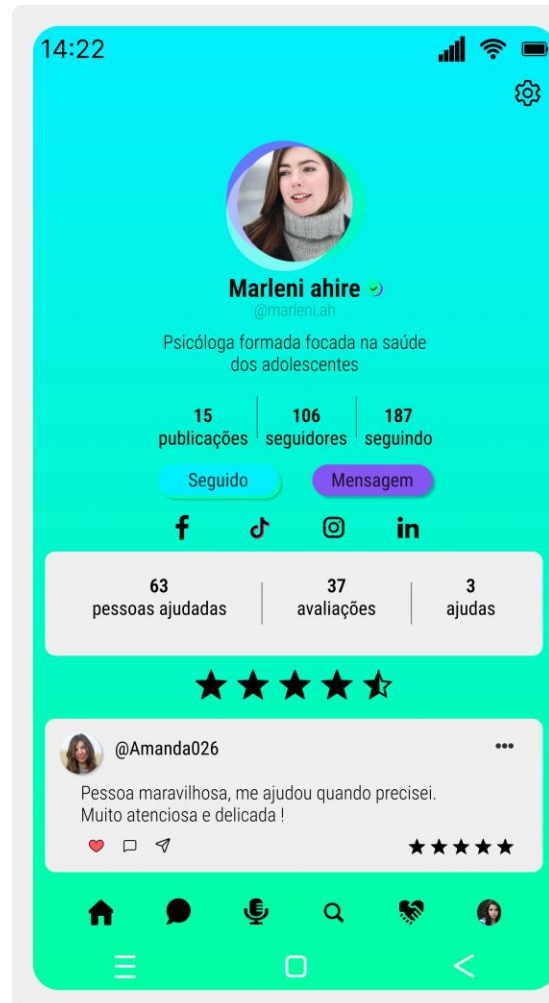 14:22
Marleni ahire
@marleni.ah
Psicóloga formada focada na saúde
dos adolescentes
15 106 187
publicações seguidores seguindo
Seguido Mensagem
63 37 3
pessoas ajudadas avaliações ajudas
@Amanda026
Pessoa maravilhosa, me ajudou quando precisei.
Muito atenciosa e delicada !